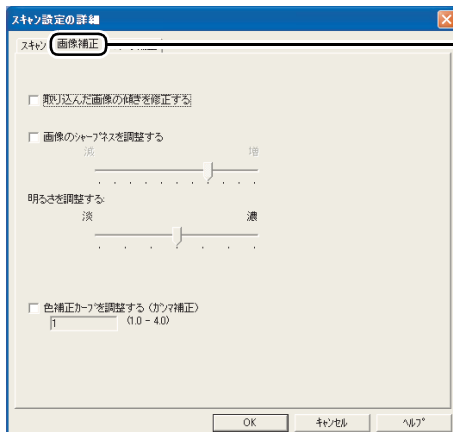 スキャン設定の詳細
スキャン 画像補正
取り込んだ画像の傾きを修正する
画像のシャープネスを調整する
減 増
明るさを調整する:
淡 濃
色補正カーブを調整する (ガンマ補正)
1 (1.0 - 4.0)
OK キャンセル ヘルプ